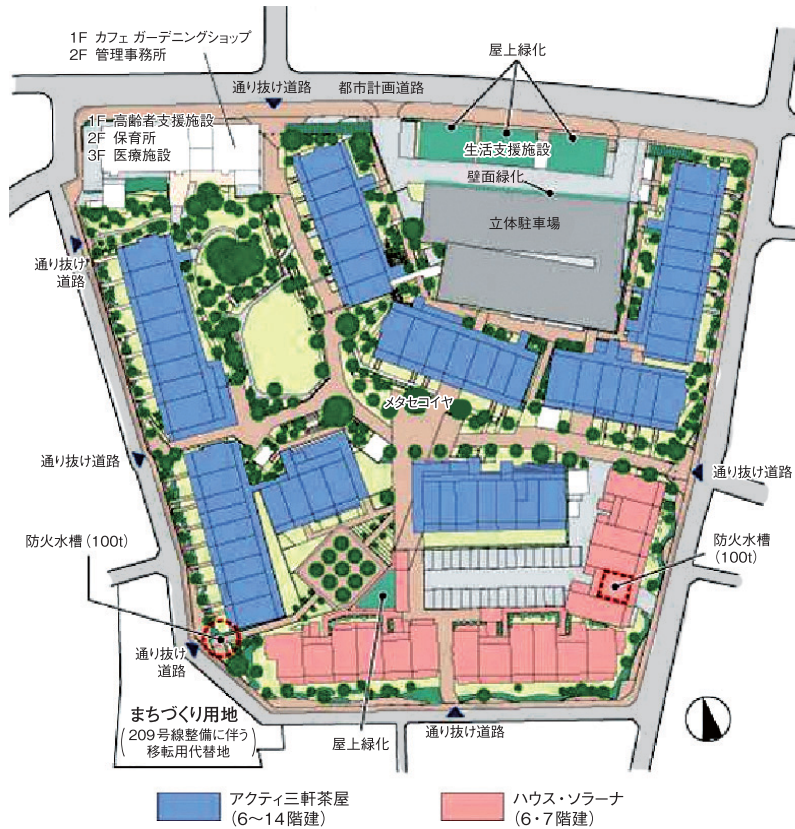 1F カフェ ガーデニングショップ
2F 管理事務所
屋上緑化
通り抜け道路
都市計画道路
1F 高齢者支援施設
2F 保育所
3F 医療施設
生活支援施設
壁面緑化
立体駐車場
通り抜け
道路
メタセコイヤ
通り抜け道路
通り抜け道路
防火水槽(100t)
防火水槽
(100t)
通り抜け
道路
まちづくり用地
(209号線整備に伴う
移転用代替地)
屋上緑化
通り抜け道路
アクティ三軒茶屋
(6〜14階建)
ハウス・ソラーナ
(6・7階建)